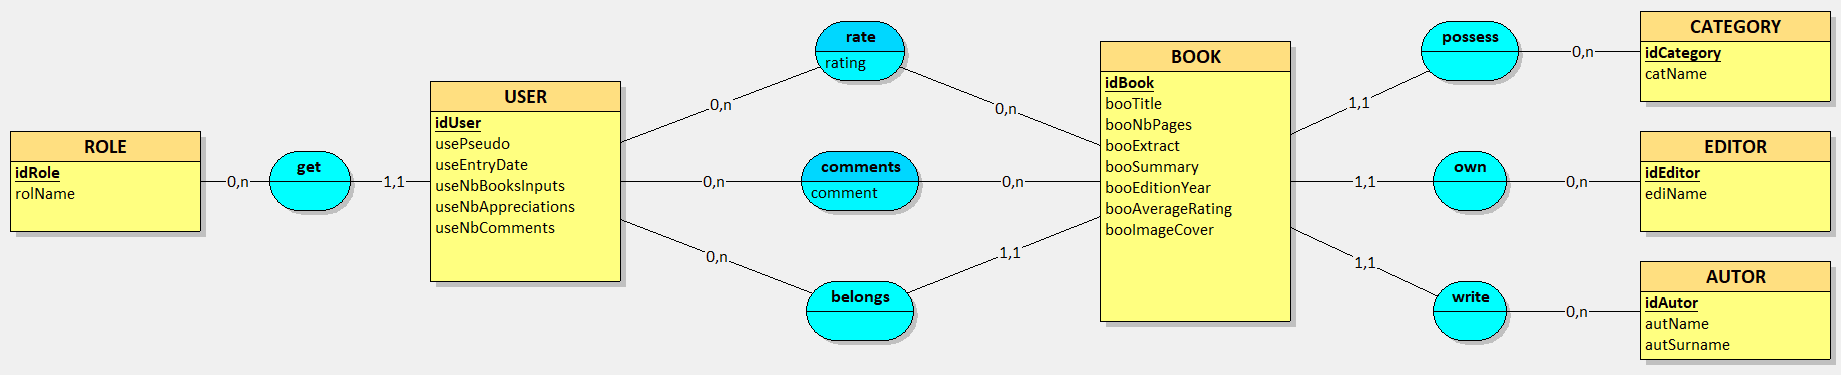 ROLE
idRole
rolName
0,n
get
1,1
USER
idUser
usePseudo
useEntryDate
useNbBooksInputs
useNbAppreciations
useNbComments
0,n
rate
rating
0,n
0,n
comments
comment
0,n
0,n
belongs
1,1
BOOK
idBook
booTitle
booNbPages
booExtract
booSummary
booEditionYear
booAverageRating
booImageCover
1,1
possess
0,n
CATEGORY
idCategory
catName
1,1
own
0,n
EDITOR
idEditor
ediName
1,1
write
0,n
AUTOR
idAutor
autName
autSurname